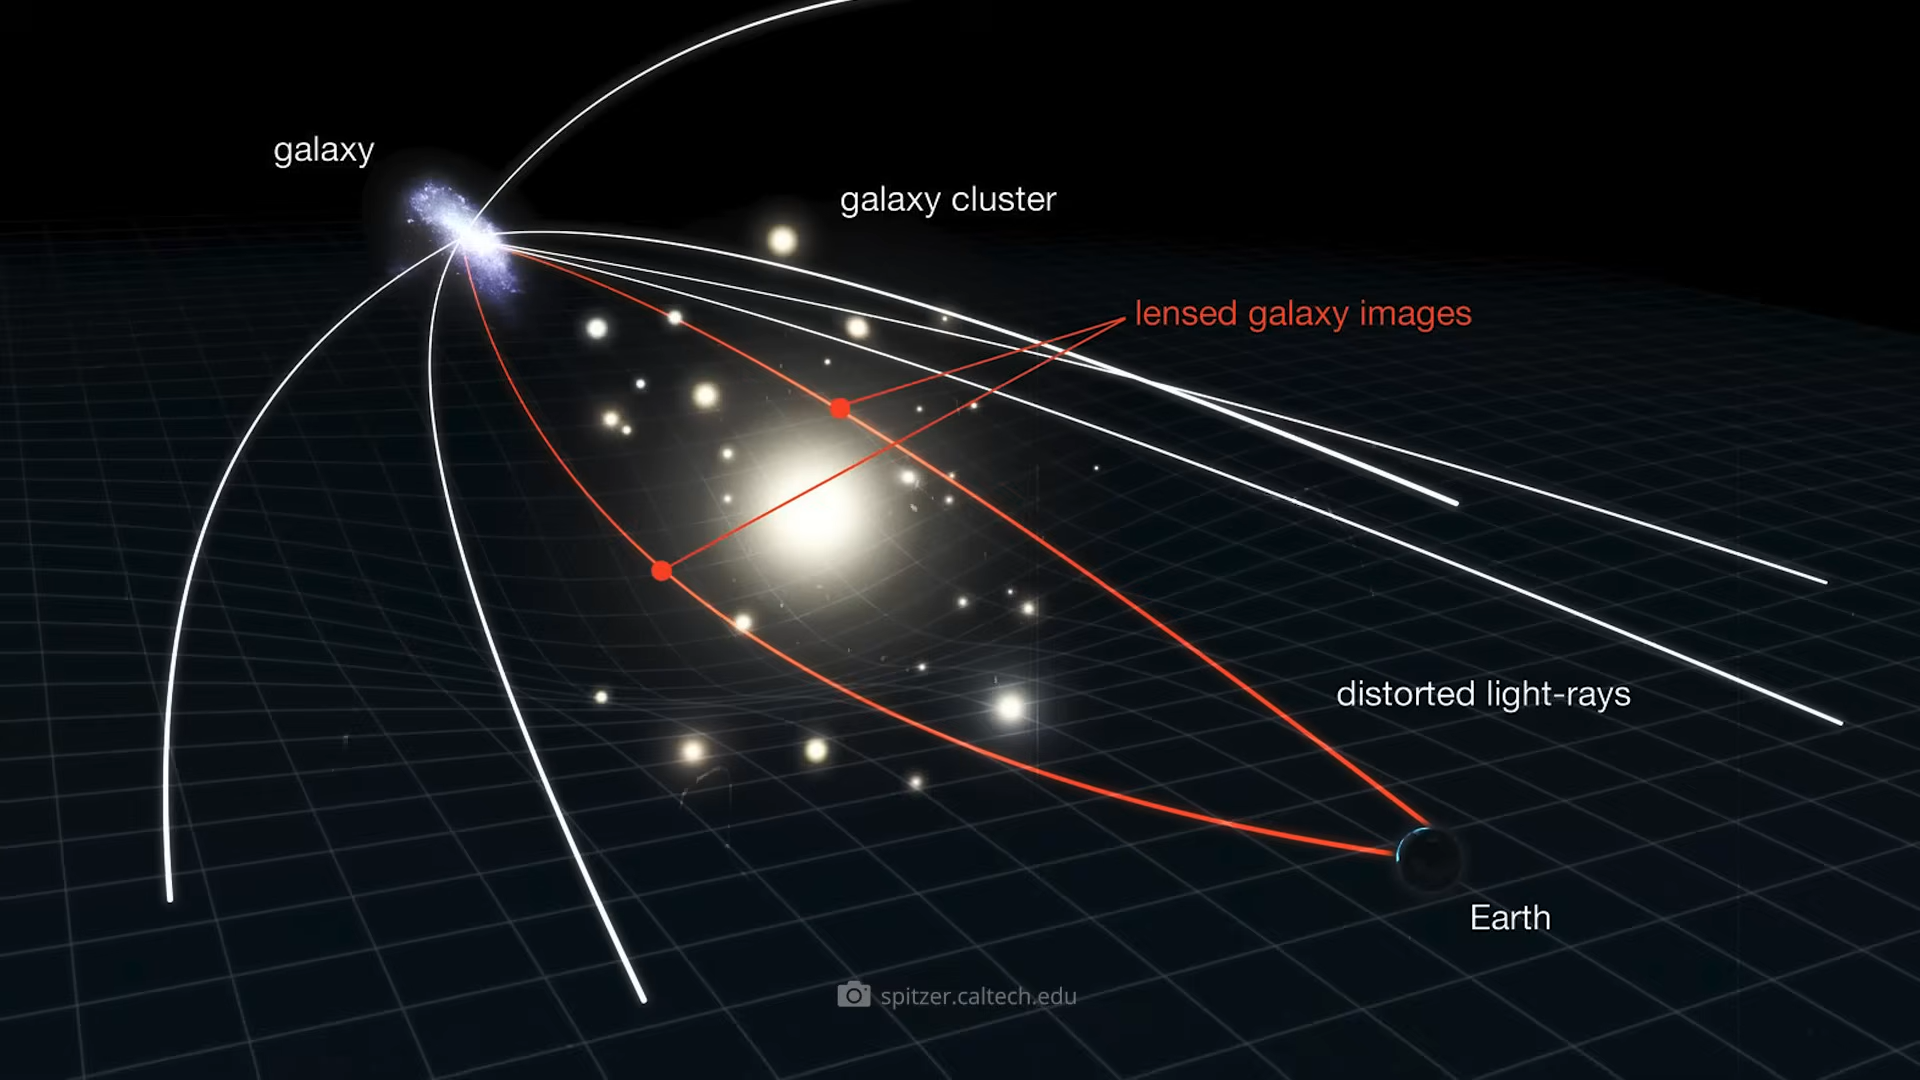 galaxy
galaxy cluster
lensed galaxy images
distorted light-rays
Earth
spitzer.caltech.edu